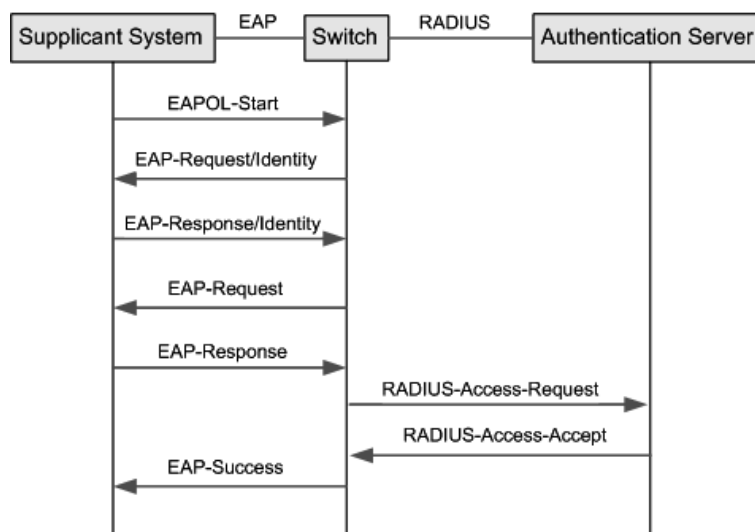 EAP
RADIUS
Supplicant System
Switch
Authentication Server
EAPOL-Start
EAP-Request/Identity
EAP-Response/Identity
EAP-Request
EAP-Response
RADIUS-Access-Request
RADIUS-Access-Accept
EAP-Success